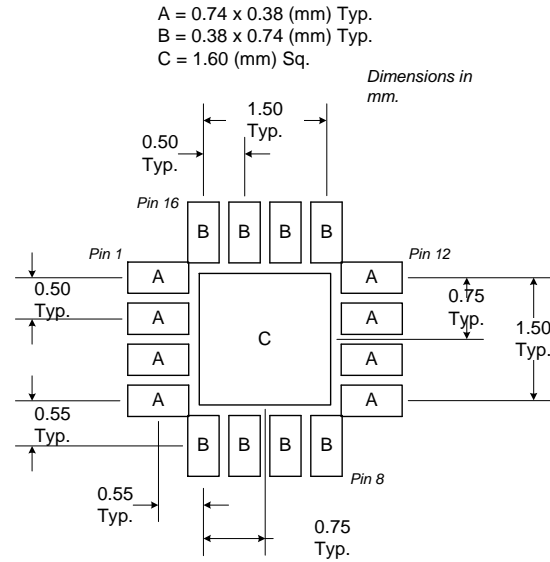 A = 0.74 x 0.38 (mm) Typ.
B = 0.38 x 0.74 (mm) Typ.
C = 1.60 (mm) Sq.
Dimensions in
mm.
1.50
Typ.
0.50
Typ.
Pin 16
B B B B
Pin 1
Pin 12
A A
0.50
Typ.
0.75
Typ.
A A
1.50
Typ.
C
A A
A A
0.55
Typ.
B B B B
Pin 8
0.55
Typ.
0.75
Typ.